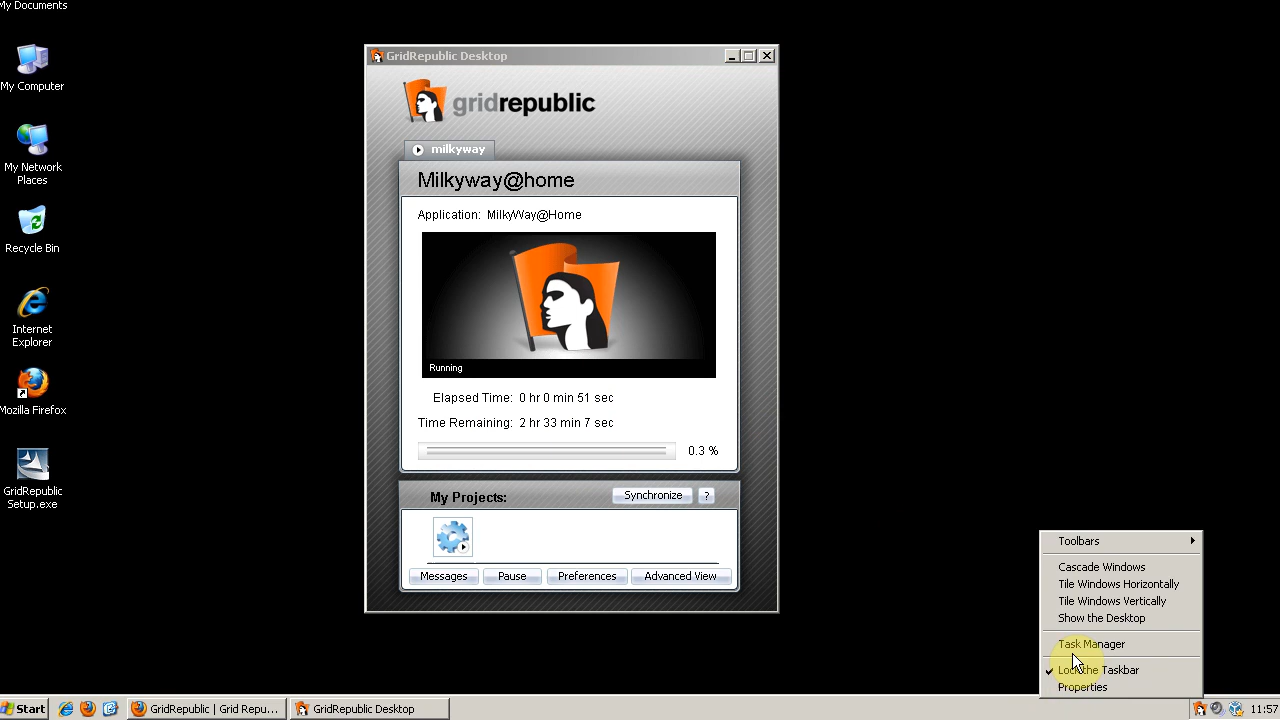 My Documents
My Computer
My Network
Places
Recycle Bin
Internet
Explorer
Mozilla Firefox
GridRepublic
Setup.exe
GridRepublic Desktop
gridrepublic
milkyway
Milkyway@home
Application: MilkyWay@Home
Running
Elapsed Time: 0 hr 0 min 51 sec
Time Remaining: 2 hr 33 min 7 sec
0.3 %
My Projects:
Synchronize
?
Messages
Pause
Preferences
Advanced View
Toolbars
Cascade Windows
Tile Windows Horizontally
Tile Windows Vertically
Show the Desktop
Task Manager
Lock the Taskbar
Properties
Start
GridRepublic | Grid Repu...
GridRepublic Desktop
11:57